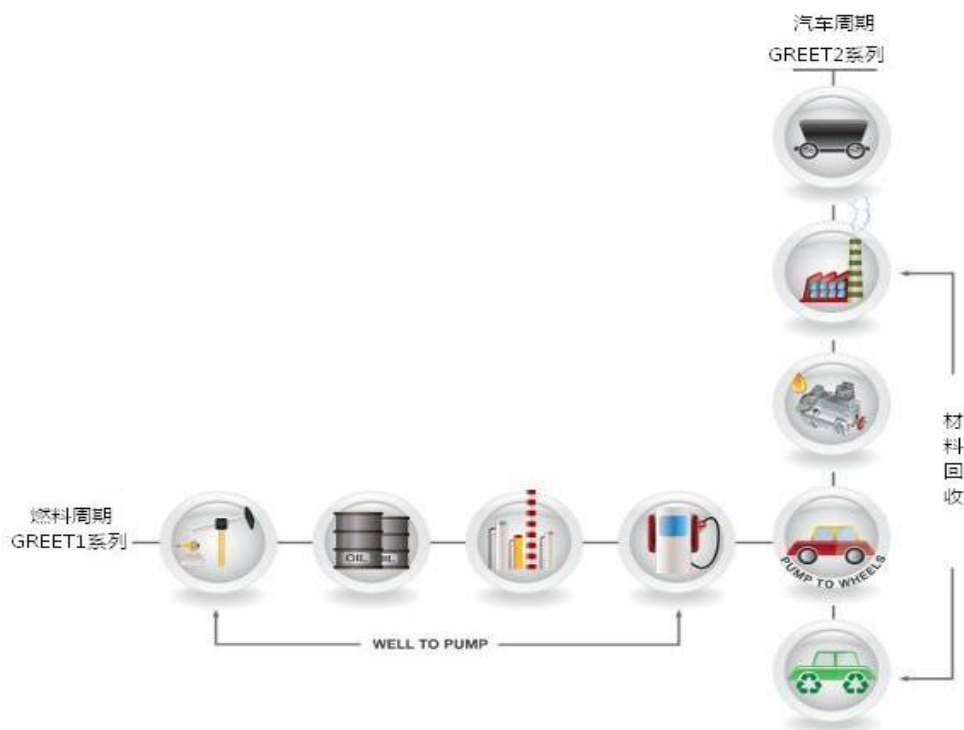 汽车周期
GREET2系列
材
料
回
收
燃料周期
GREET1系列
OIL
OIL
PUMP TO WHEELS
WELL TO PUMP